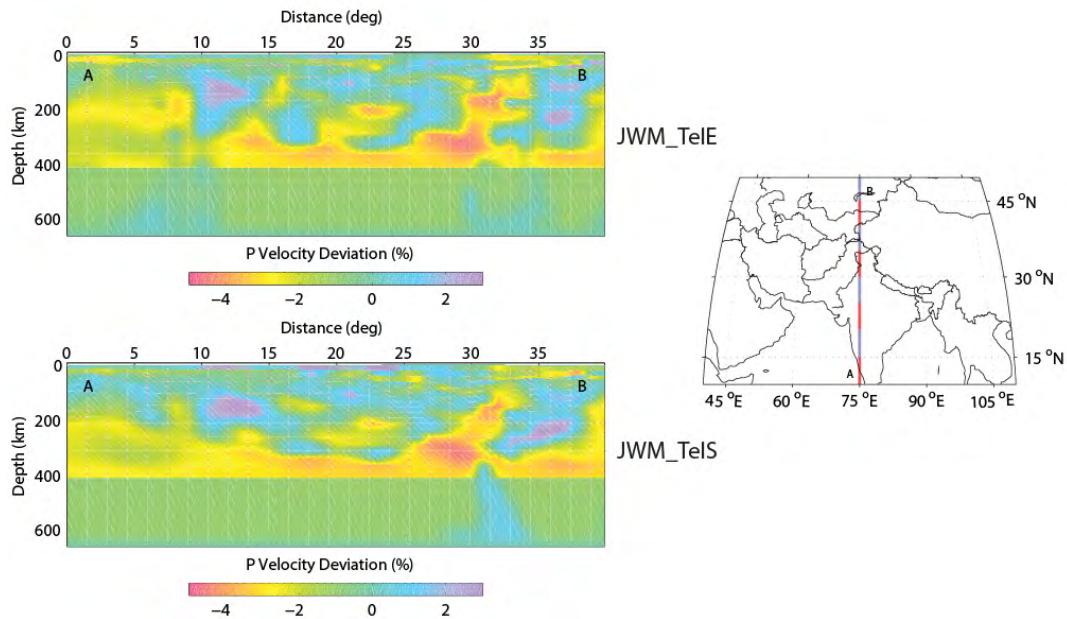 Distance (deg)
0 5 10 15 20 25 30 35
0
200
400
600
Depth (km)
A
B
JWM_TelE
P Velocity Deviation (%)
−4 −2 0 2
Distance (deg)
0 5 10 15 20 25 30 35
0
200
400
600
Depth (km)
A
B
JWM_TelS
P Velocity Deviation (%)
−4 −2 0 2
B
45 °N
30 °N
15 °N
A
45 °E 60 °E 75 °E 90 °E 105 °E